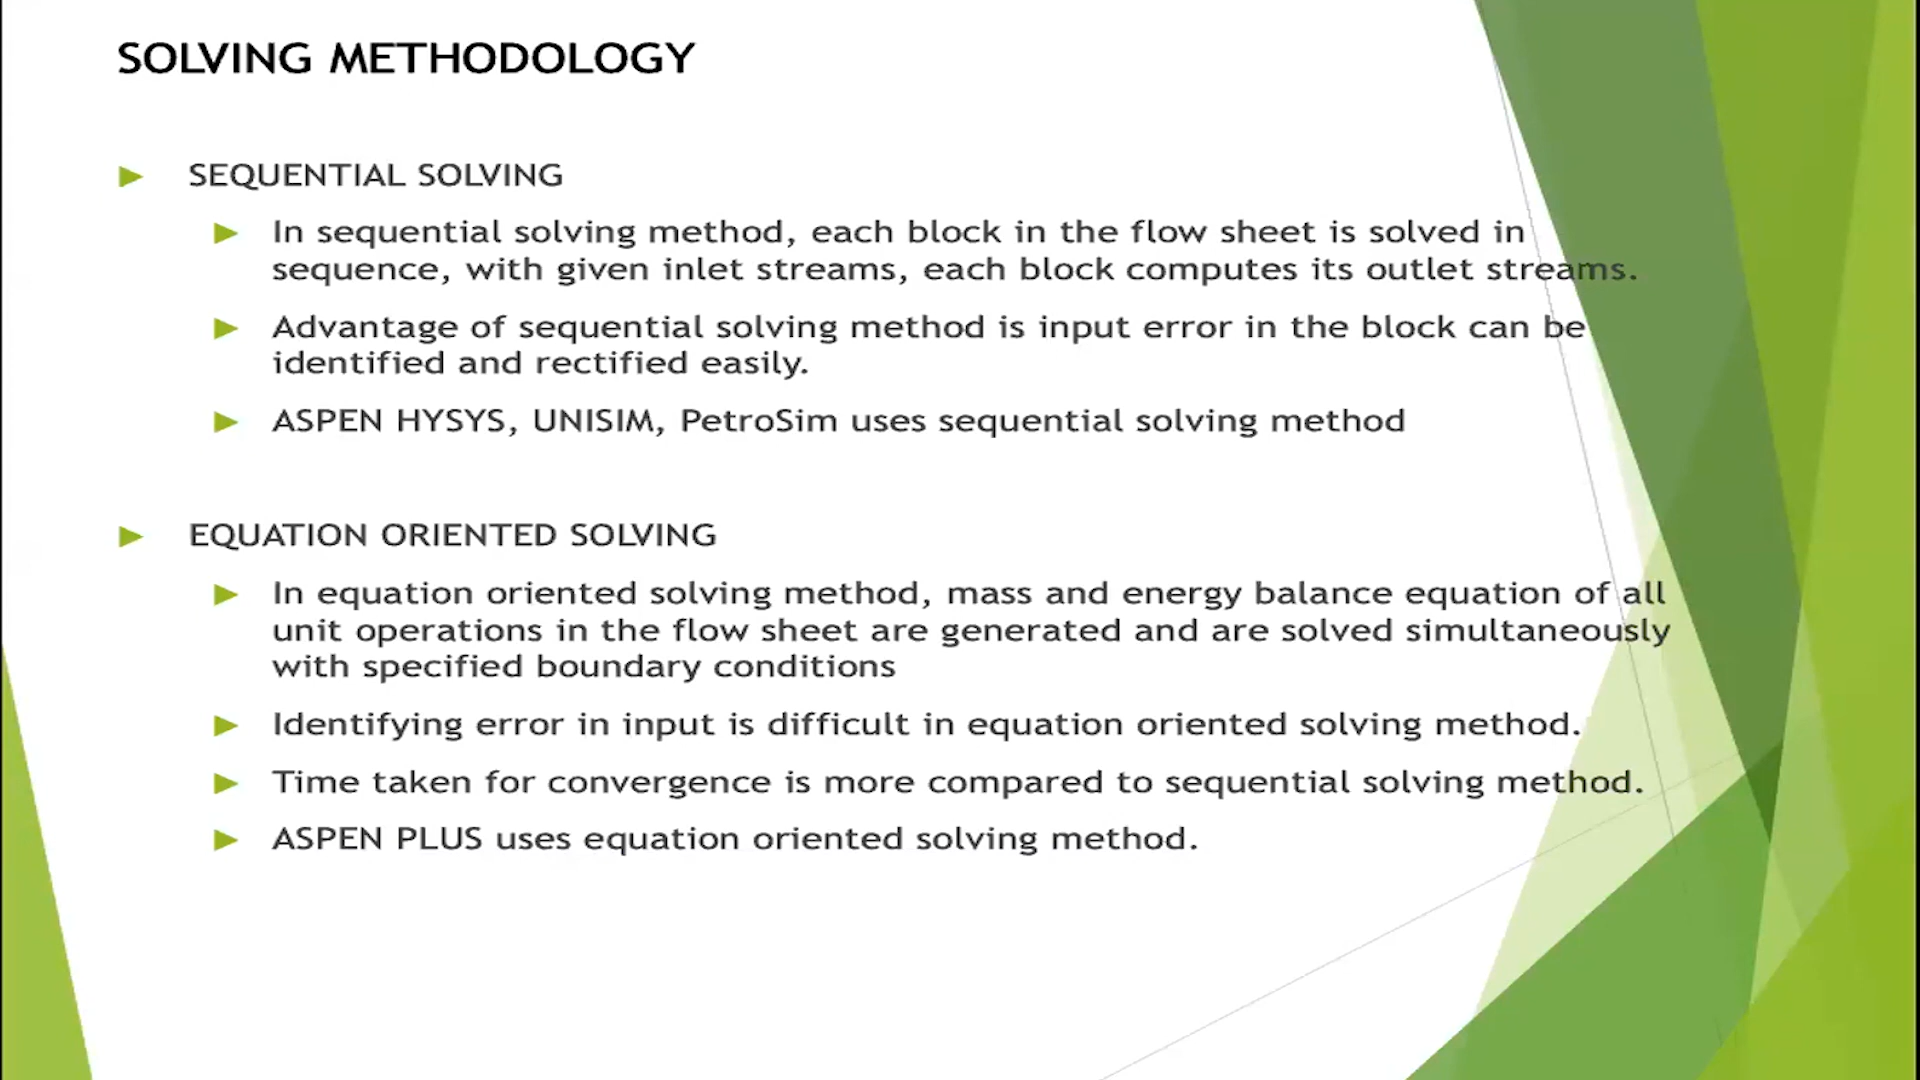 SOLVING METHODOLOGY
SEQUENTIAL SOLVING
In sequential solving method, each block in the flow sheet is solved in
sequence, with given inlet streams, each block computes its outlet streams.
Advantage of sequential solving method is input error in the block can be
identified and rectified easily.
ASPEN HYSYS, UNISIM, PetroSim uses sequential solving method
EQUATION ORIENTED SOLVING
In equation oriented solving method, mass and energy balance equation of all
unit operations in the flow sheet are generated and are solved simultaneously
with specified boundary conditions
Identifying error in input is difficult in equation oriented solving method.
Time taken for convergence is more compared to sequential solving method.
ASPEN PLUS uses equation oriented solving method.